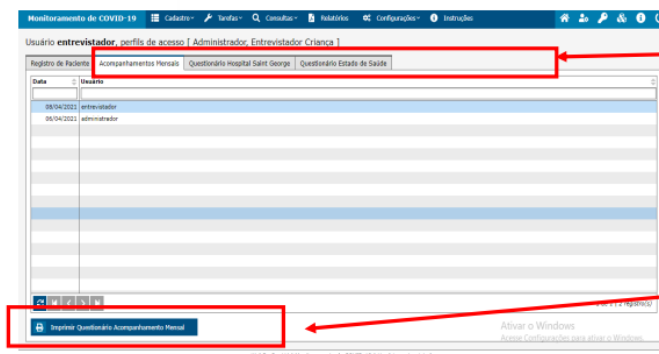 Monitoramento de COVID-19 Cadastro Tarefas Consultas Relatórios Configurações Instruções
Usuário entrevistador, perfis de acesso [ Administrador, Entrevistador Criança ]
Registro de Paciente Acompanhamentos Mensais Questionário Hospital Saint George Questionário Estado de Saúde
Data Usuario
08/04/2021 entrevistador
06/04/2021 administrador
registro(s)
Imprimir Questionário Acompanhamento Mensal
Ativar o Windows
Acesse Configurações para ativar o Windows.